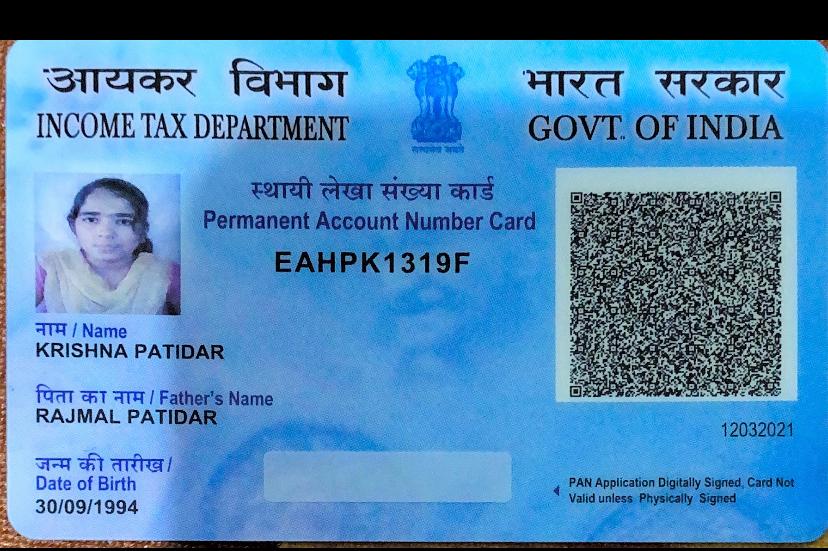 आयकर विभाग
INCOME TAX DEPARTMENT
भारत सरकार
GOVT. OF INDIA
सत्यमेव जयते
स्थायी लेखा संख्या कार्ड
Permanent Account Number Card
EAHPK1319F
नाम / Name
KRISHNA PATIDAR
पिता का नाम / Father's Name
RAJMAL PATIDAR
जन्म की तारीख /
Date of Birth
30/09/1994
12032021
PAN Application Digitally Signed, Card Not
Valid unless Physically Signed